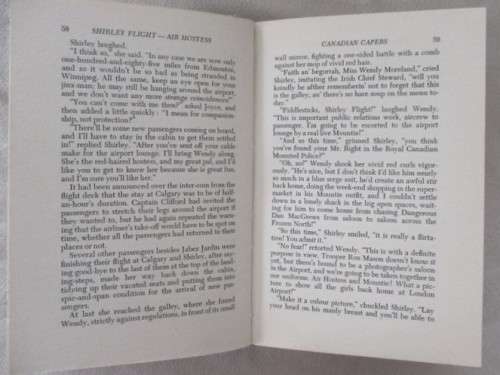 58
SHIRLEY FLIGHT—AIR HOSTESS
Shirley laughed.
"I think so," she said. "In any case we are now only
one-hundred-and-eighty-five miles from Edmonton,
and so it wouldn't be so bad as being stranded in
Winnipeg. All the same, keep an eye open for your
jinx-man; he may still be hanging around the airport,
and we don't want any more strange coincidences!"
"You can't come with me then?" asked Joyce, and
then added a little quickly: "I mean for companion-
ship, not protection?"
"There'll be some new passengers coming on board,
and I'll have to stay in the cabin to get them settled
in!" replied Shirley. "After you've sent off your cable
make for the airport lounge. I'll bring Wendy along.
She's the red-haired hostess, and my great pal, and I'd
like you to get to know her because she is great fun,
and I'm sure you'll like her."
It had been announced over the inter-com from the
flight deck that the stay at Calgary was to be of half-
an-hour's duration. Captain Clifford had invited the
passengers to stretch their legs around the airport if
they wanted to, but he had again repeated the warn-
ing that the airliner's take-off would have to be spot on
time, whether all the passengers had returned to their
places or not.
Several other passengers besides Jabez Jardin were
finishing their flight at Calgary and Shirley, after say-
ing good-bye to the last of them at the top of the land-
ing-steps, made her way back down the cabin,
tidying up their vacated seats and putting them into
spic-and-span condition for the arrival of new pas-
sengers.
At last she reached the galley, where she found
Wendy, strictly against regulations, in front of its small
CANADIAN CAPERS
59
wall mirror, fighting a one-sided battle with a comb
against her mop of vivid red hair.
"Faith an' begorrah, Miss Wendy Moreland," cried
Shirley, imitating the Irish Chief Steward, "will you
kindly be after rememberin' not to forget that this
is the galley, as' there's no hare soup on the menu to-
day."
"Fiddlesticks, Shirley Flight!" laughed Wendy.
"This is important public relations work, aircrew to
passenger. I'm going to be escorted to the airport
lounge by a real live Mountie!"
"And so this time," grinned Shirley, "you think
you've found your Mr. Right in the Royal Canadian
Mounted Police?"
"Oh, no!" Wendy shook her vivid red curls vigour-
ously. "He's nice, but I don't think I'd like him nearly
so much in a blue serge suit, he'd create an awful stir
back home, doing the week-end shopping in the super-
market in his Mountie outfit, and I couldn't settle
down in a lonely shack in the big open spaces, wait-
ing for him to come home from chasing Dangerous
Dan MacGrews from saloon to saloon across the
Frozen North!"
"So this time," Shirley smiled, "it is really a flirta-
tion! You admit it."
"No fear!" retorted Wendy. "This is with a definite
purpose in view. Trooper Ron Mason doesn't know it
yet, but there's bound to be a photographer's saloon
in the Airport, and we're going to be taken together in
our uniforms. Air Hostess and Mountie! What a pic-
ture to show all the girls back home at London
Airport!"
"Make it a colour picture," chuckled Shirley. "Lay
your head on his manly breast and you'll be able to